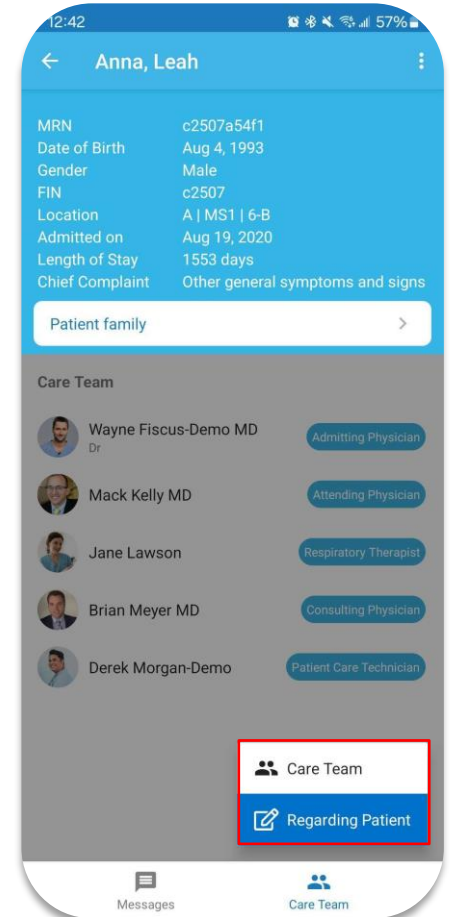 12:42 57%
Anna, Leah
MRN c2507a54f1
Date of Birth Aug 4, 1993
Gender Male
FIN c2507
Location A | MS1 | 6-B
Admitted on Aug 19, 2020
Length of Stay 1553 days
Chief Complaint Other general symptoms and signs
Patient family
Care Team
Wayne Fiscus-Demo MD Admitting Physician
Dr
Mack Kelly MD Attending Physician
Jane Lawson Respiratory Therapist
Brian Meyer MD Consulting Physician
Derek Morgan-Demo Patient Care Technician
Care Team
Regarding Patient
Messages Care Team